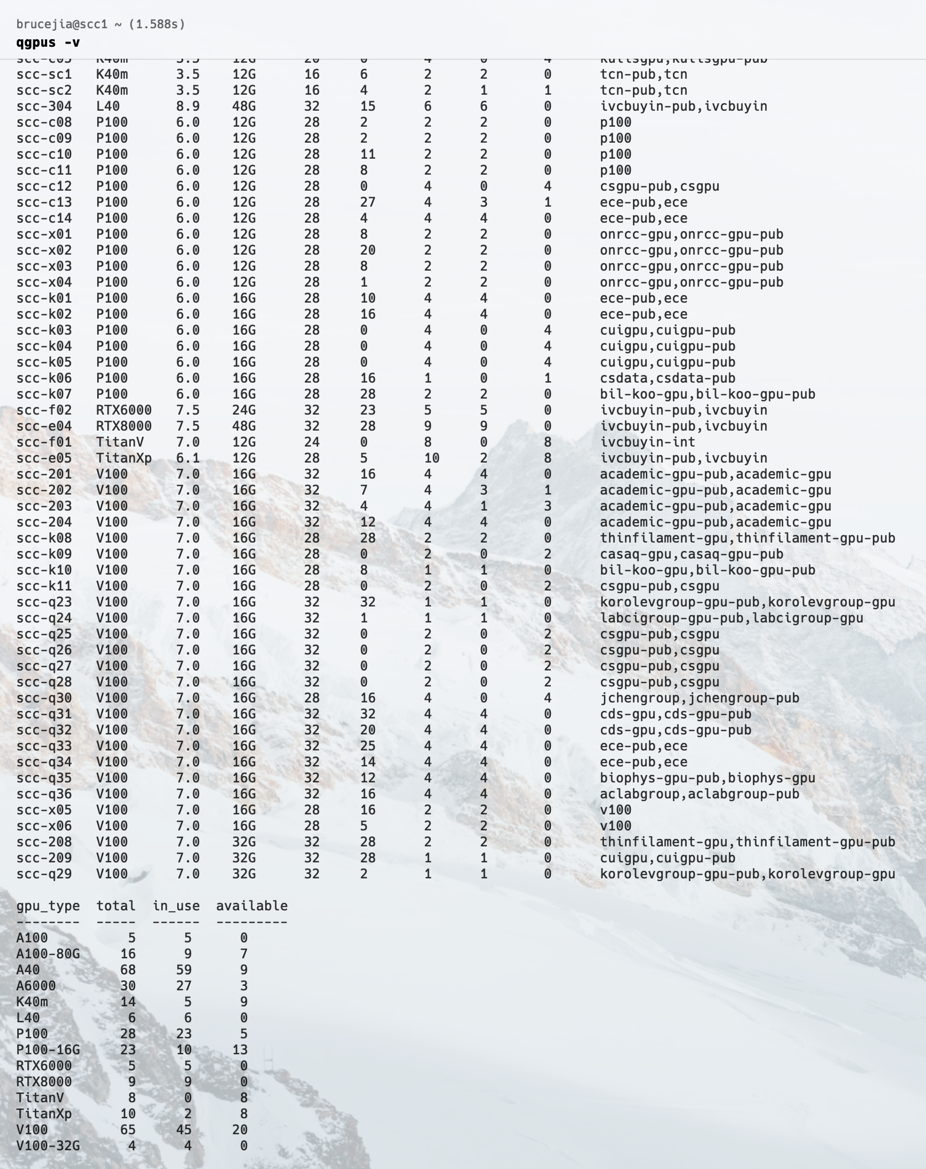 brucejia@scc1 ~ (1.588s)
qgpus -v
scc-c05 K40m 3.5 12G 20 0 4 0 4 kulisgpu,kulisgpu-pub
scc-sc1 K40m 3.5 12G 16 6 2 2 0 tcn-pub,tcn
scc-sc2 K40m 3.5 12G 16 4 2 1 1 tcn-pub,tcn
scc-304 L40 8.9 48G 32 15 6 6 0 ivcbuyin-pub,ivcbuyin
scc-c08 P100 6.0 12G 28 2 2 2 0 p100
scc-c09 P100 6.0 12G 28 2 2 2 0 p100
scc-c10 P100 6.0 12G 28 11 2 2 0 p100
scc-c11 P100 6.0 12G 28 8 2 2 0 p100
scc-c12 P100 6.0 12G 28 0 4 0 4 csgpu-pub,csgpu
scc-c13 P100 6.0 12G 28 27 4 3 1 ece-pub,ece
scc-c14 P100 6.0 12G 28 4 4 4 0 ece-pub,ece
scc-x01 P100 6.0 12G 28 8 2 2 0 onrcc-gpu,onrcc-gpu-pub
scc-x02 P100 6.0 12G 28 20 2 2 0 onrcc-gpu,onrcc-gpu-pub
scc-x03 P100 6.0 12G 28 8 2 2 0 onrcc-gpu,onrcc-gpu-pub
scc-x04 P100 6.0 12G 28 1 2 2 0 onrcc-gpu,onrcc-gpu-pub
scc-k01 P100 6.0 16G 28 10 4 4 0 ece-pub,ece
scc-k02 P100 6.0 16G 28 16 4 4 0 ece-pub,ece
scc-k03 P100 6.0 16G 28 0 4 0 4 cuigpu,cuigpu-pub
scc-k04 P100 6.0 16G 28 0 4 0 4 cuigpu,cuigpu-pub
scc-k05 P100 6.0 16G 28 0 4 0 4 cuigpu,cuigpu-pub
scc-k06 P100 6.0 16G 28 16 1 0 1 csdata,csdata-pub
scc-k07 P100 6.0 16G 28 28 2 2 0 bil-koo-gpu,bil-koo-gpu-pub
scc-f02 RTX6000 7.5 24G 32 23 5 5 0 ivcbuyin-pub,ivcbuyin
scc-e04 RTX8000 7.5 48G 32 28 9 9 0 ivcbuyin-pub,ivcbuyin
scc-f01 TitanV 7.0 12G 24 0 8 0 8 ivcbuyin-int
scc-e05 TitanXp 6.1 12G 28 5 10 2 8 ivcbuyin-pub,ivcbuyin
scc-201 V100 7.0 16G 32 16 4 4 0 academic-gpu-pub,academic-gpu
scc-202 V100 7.0 16G 32 7 4 3 1 academic-gpu-pub,academic-gpu
scc-203 V100 7.0 16G 32 4 4 1 3 academic-gpu-pub,academic-gpu
scc-204 V100 7.0 16G 32 12 4 4 0 academic-gpu-pub,academic-gpu
scc-k08 V100 7.0 16G 28 28 2 2 0 thinfilament-gpu,thinfilament-gpu-pub
scc-k09 V100 7.0 16G 28 0 2 0 2 casaq-gpu,casaq-gpu-pub
scc-k10 V100 7.0 16G 28 8 1 1 0 bil-koo-gpu,bil-koo-gpu-pub
scc-k11 V100 7.0 16G 28 0 2 0 2 csgpu-pub,csgpu
scc-q23 V100 7.0 16G 32 32 1 1 0 korolevgroup-gpu-pub,korolevgroup-gpu
scc-q24 V100 7.0 16G 32 1 1 1 0 labcigroup-gpu-pub,labcigroup-gpu
scc-q25 V100 7.0 16G 32 0 2 0 2 csgpu-pub,csgpu
scc-q26 V100 7.0 16G 32 0 2 0 2 csgpu-pub,csgpu
scc-q27 V100 7.0 16G 32 0 2 0 2 csgpu-pub,csgpu
scc-q28 V100 7.0 16G 32 0 2 0 2 csgpu-pub,csgpu
scc-q30 V100 7.0 16G 28 16 4 0 4 jchengroup,jchengroup-pub
scc-q31 V100 7.0 16G 32 32 4 4 0 cds-gpu,cds-gpu-pub
scc-q32 V100 7.0 16G 32 20 4 4 0 cds-gpu,cds-gpu-pub
scc-q33 V100 7.0 16G 32 25 4 4 0 ece-pub,ece
scc-q34 V100 7.0 16G 32 14 4 4 0 ece-pub,ece
scc-q35 V100 7.0 16G 32 12 4 4 0 biophys-gpu-pub,biophys-gpu
scc-q36 V100 7.0 16G 32 16 4 4 0 aclabgroup,aclabgroup-pub
scc-x05 V100 7.0 16G 28 16 2 2 0 v100
scc-x06 V100 7.0 16G 28 5 2 2 0 v100
scc-208 V100 7.0 32G 32 28 2 2 0 thinfilament-gpu,thinfilament-gpu-pub
scc-209 V100 7.0 32G 32 28 1 1 0 cuigpu,cuigpu-pub
scc-q29 V100 7.0 32G 32 2 1 1 0 korolevgroup-gpu-pub,korolevgroup-gpu
gpu_type total in_use available
-------- ----- ------ ---------
A100 5 5 0
A100-80G 16 9 7
A40 68 59 9
A6000 30 27 3
K40m 14 5 9
L40 6 6 0
P100 28 23 5
P100-16G 23 10 13
RTX6000 5 5 0
RTX8000 9 9 0
TitanV 8 0 8
TitanXp 10 2 8
V100 65 45 20
V100-32G 4 4 0